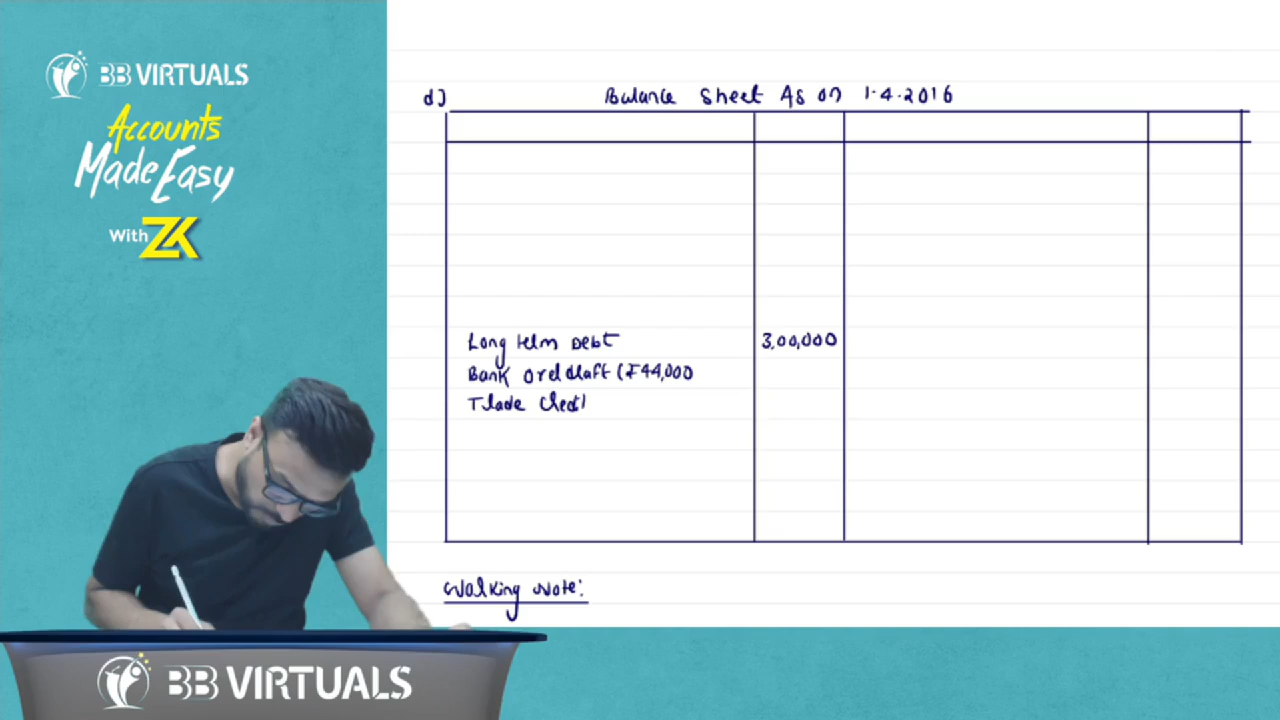 BB VIRTUALS
Accounts
Made Easy
With ZK
d) Balance Sheet As on 1.4.2016
Long term Debt 3,00,000
Bank overdraft (₹44,000
Trade Credi
Working Note:
BB VIRTUALS